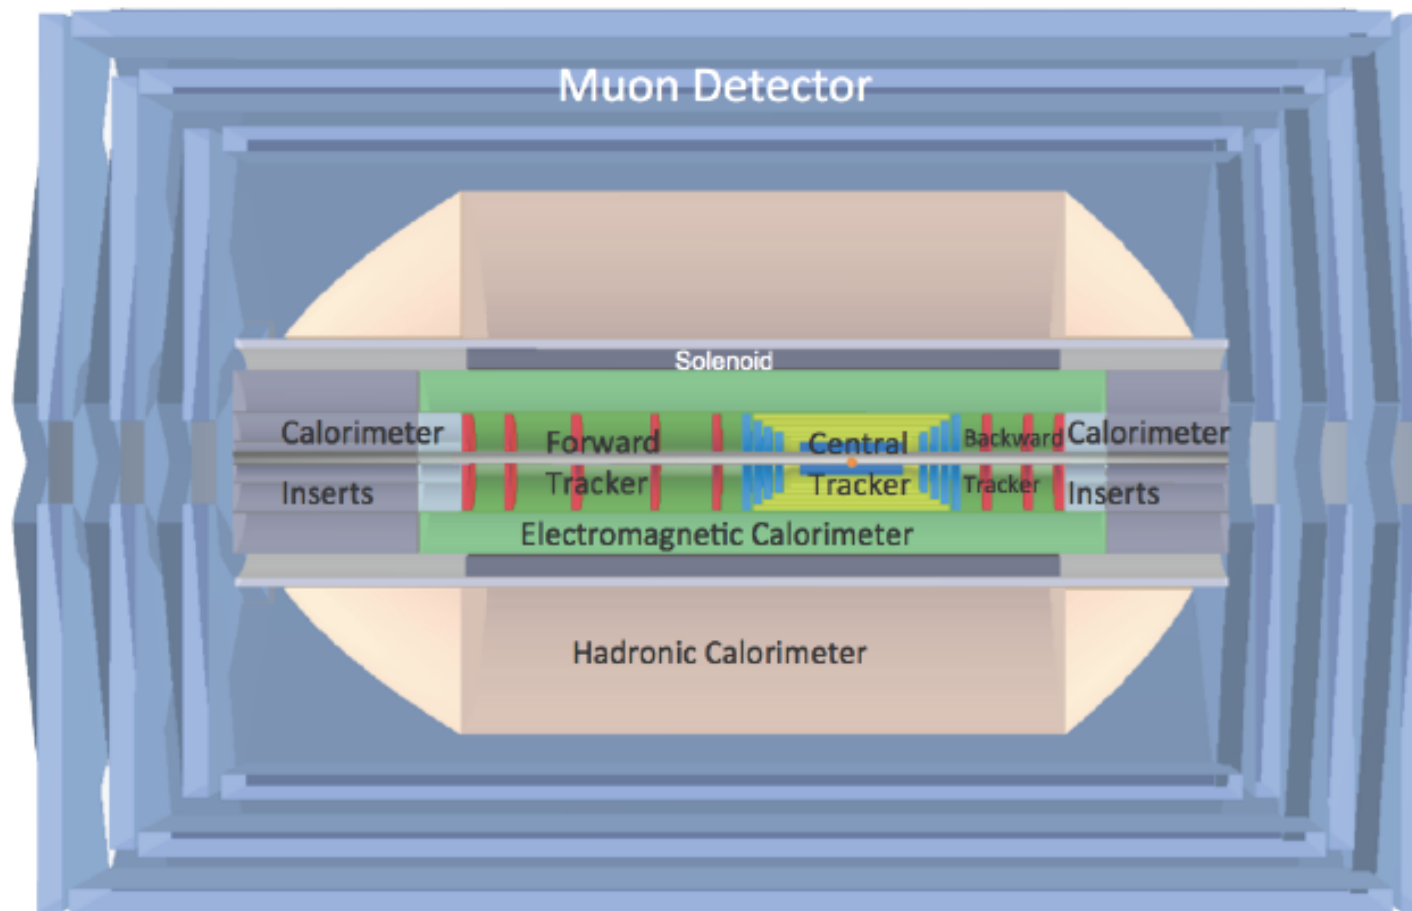 Muon Detector
Solenoid
Calorimeter
Forward
Central
Backward
Calorimeter
Inserts
Tracker
Tracker
Tracker
Inserts
Electromagnetic Calorimeter
Hadronic Calorimeter